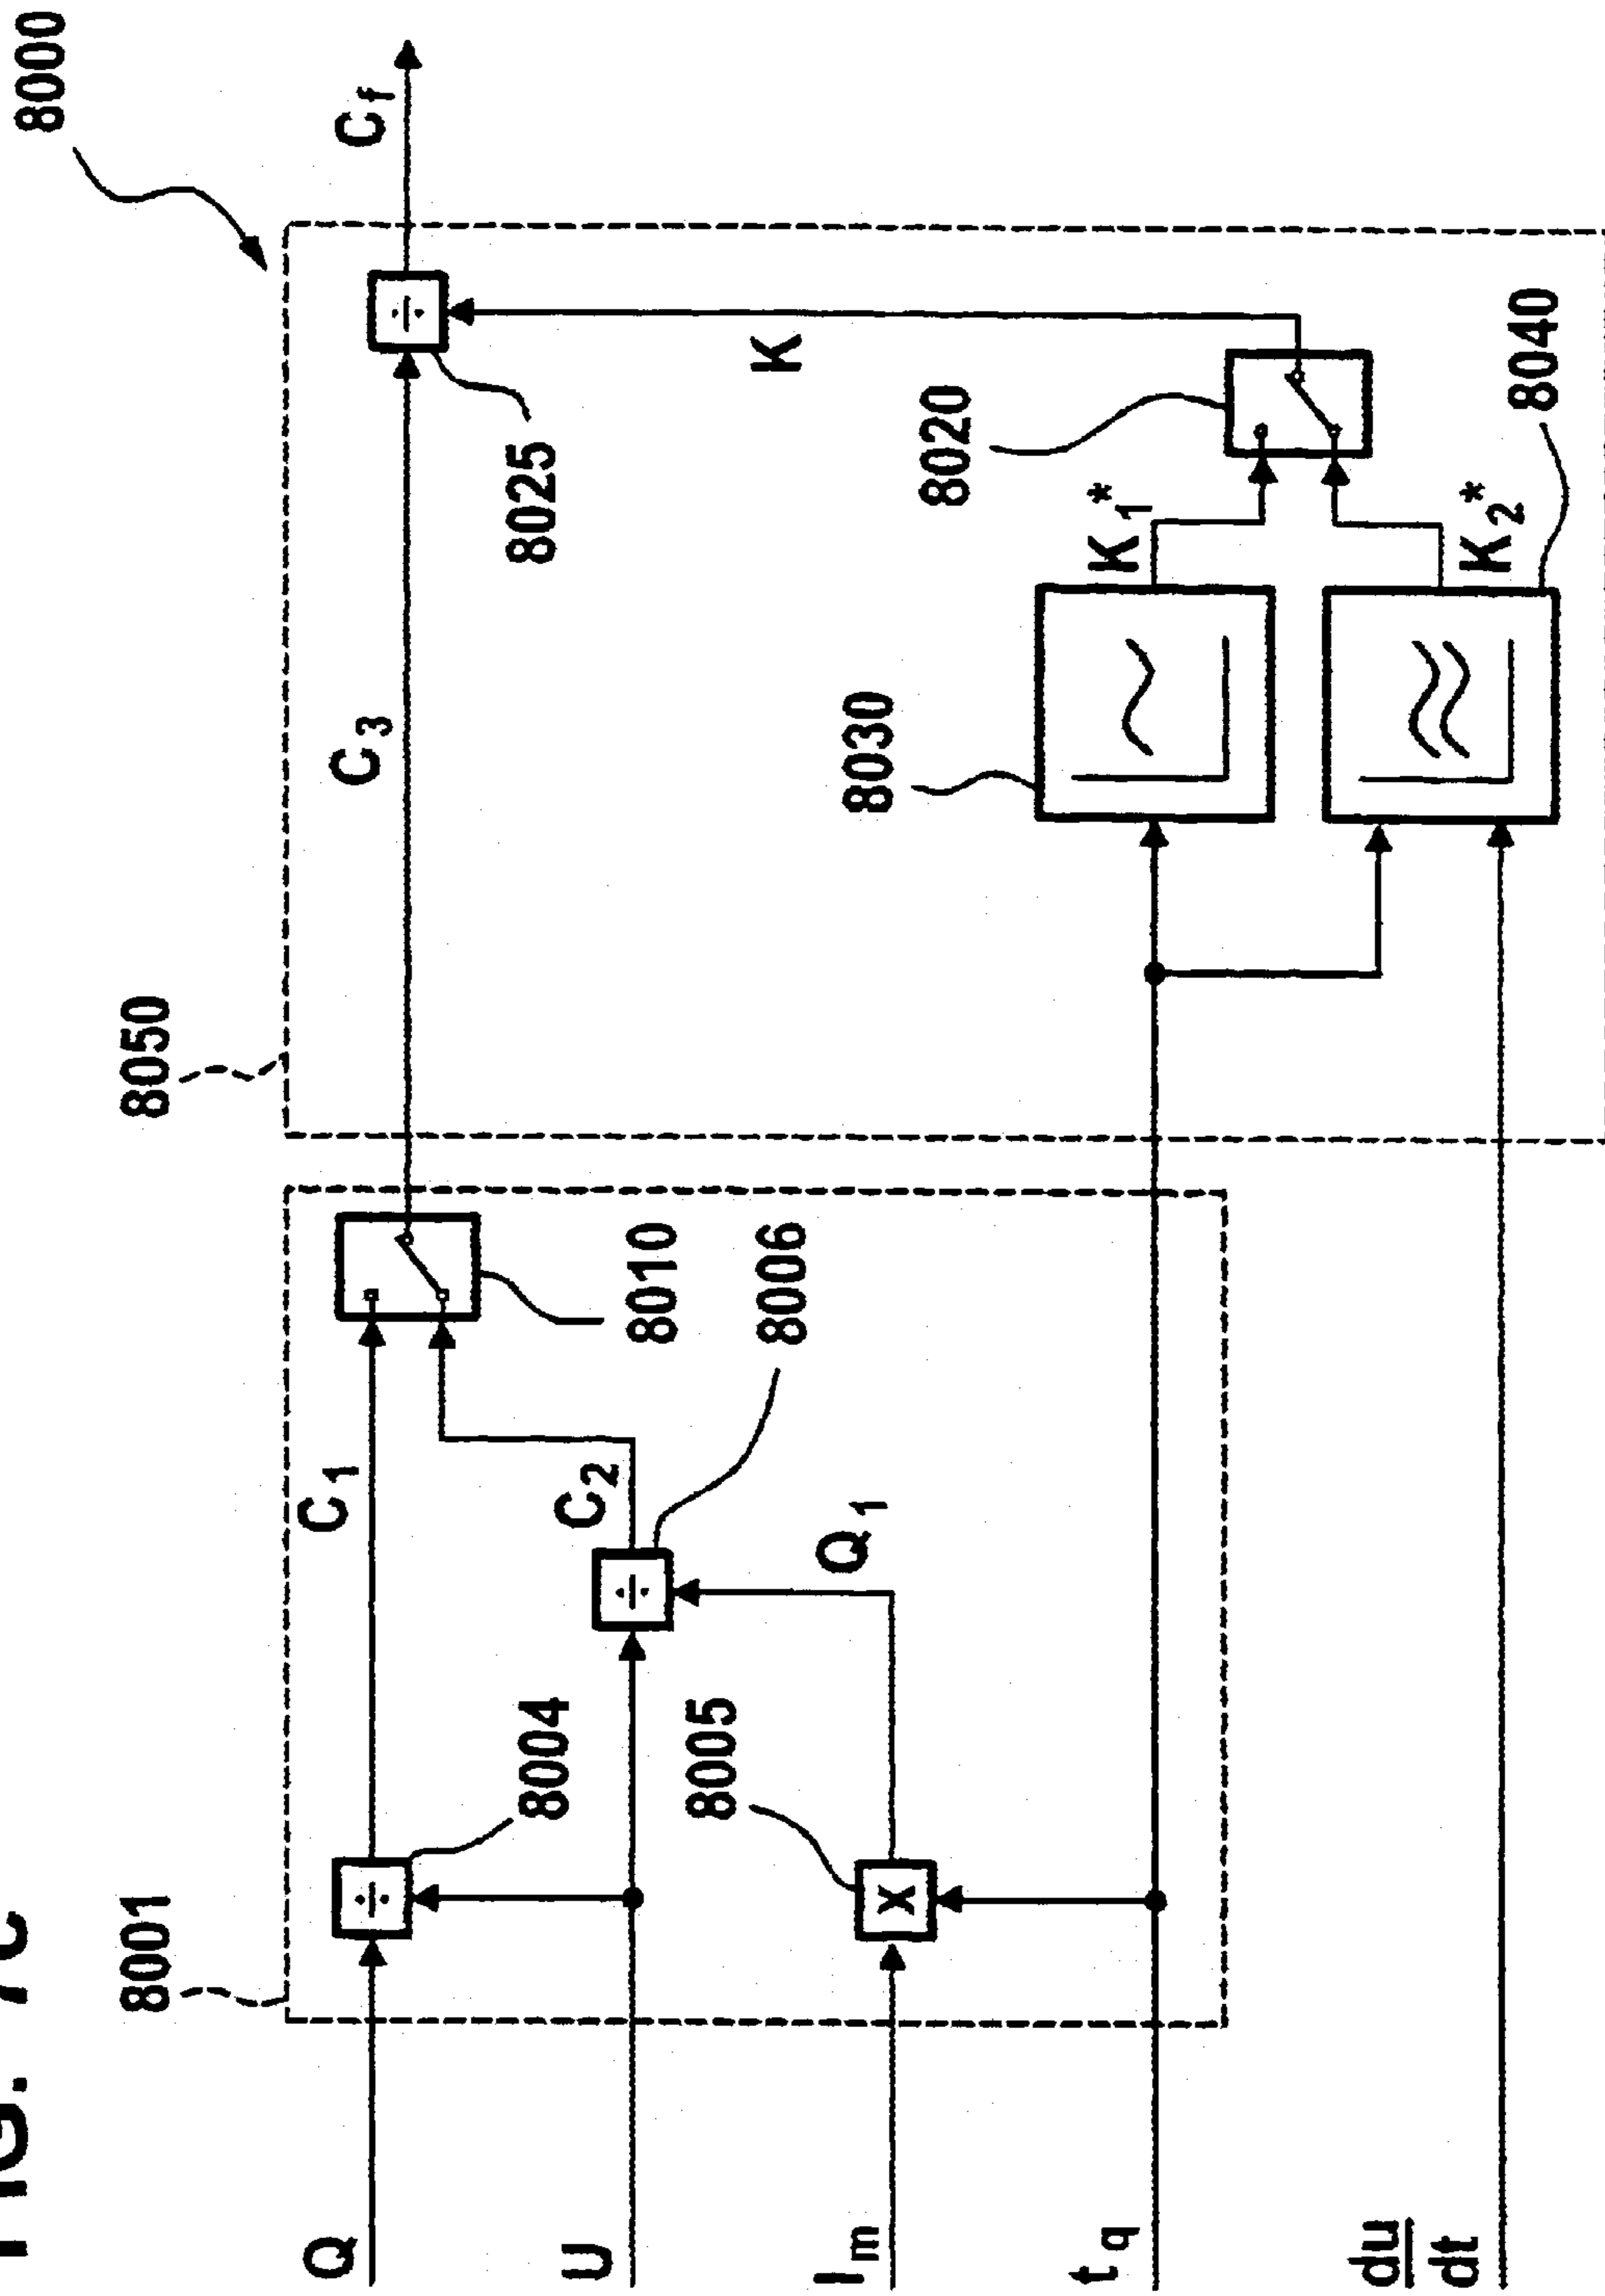 FIG. 7c
8000
8050
8001
Cf
C3
C1
8025
K
8010
8006
C2
8004
8005
Q1
8020
8030
K1*
K2*
8040
Q
U
Im
tq
du
dt
÷
÷
÷
X